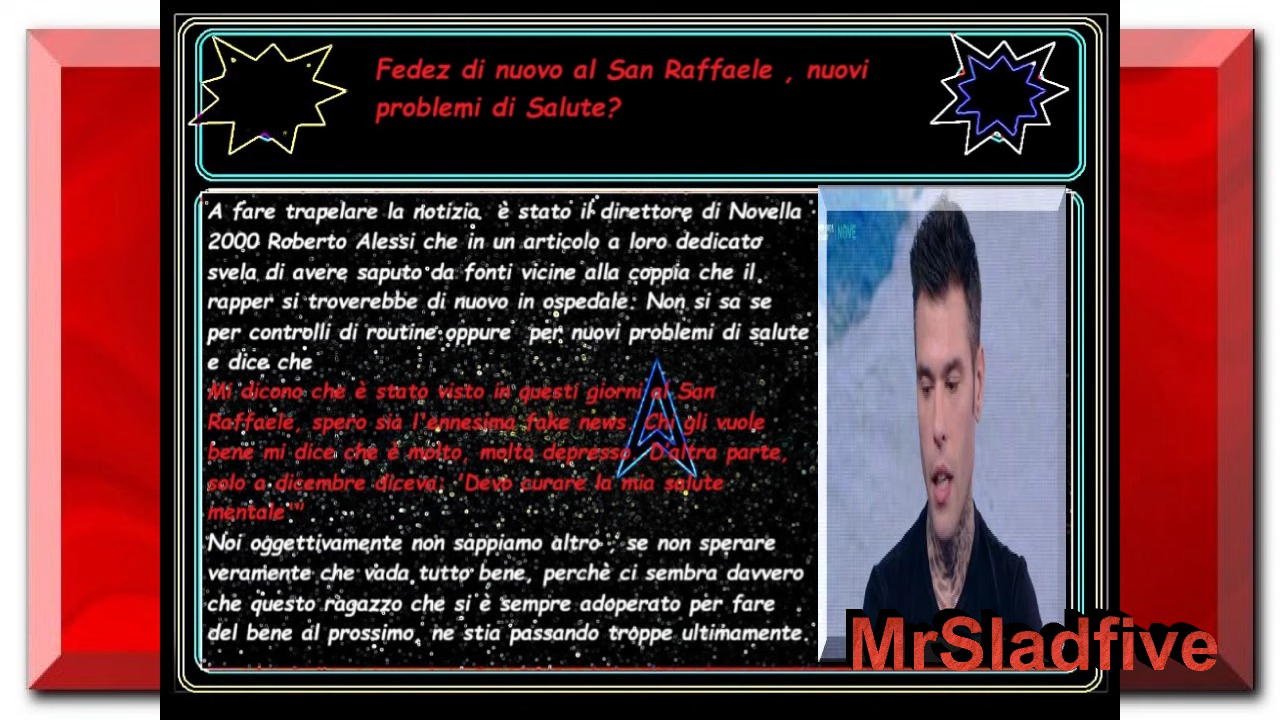 Fedez di nuovo al San Raffaele , nuovi
problemi di Salute?
A fare trapelare la notizia è stato il direttore di Novella
2000 Roberto Alessi che in un articolo a loro dedicato
svela di avere saputo da fonti vicine alla coppia che il
rapper si troverebbe di nuovo in ospedale: Non si sa se
per controlli di routine oppure per nuovi problemi di salute
e dice che
Mi dicono che è stato visto in questi giorni al San
Raffaele, spero sia l'ennesima fake news. Chi gli vuole
bene mi dice che è molto, molto depresso. D'altra parte,
solo a dicembre diceva: 'Devo curare la mia salute
mentale'"
Noi oggettivamente non sappiamo altro , se non sperare
veramente che vada tutto bene, perchè ci sembra davvero
che questo ragazzo che si è sempre adoperato per fare
del bene al prossimo, ne stia passando troppe ultimamente.
NOVE
MrSladfive